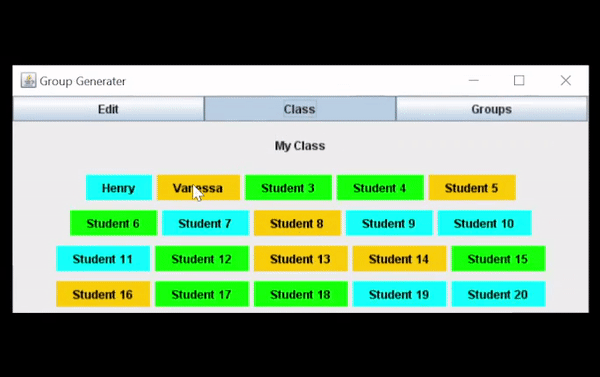 Group Generater
Edit Class Groups
My Class
Henry Vanessa Student 3 Student 4 Student 5
Student 6 Student 7 Student 8 Student 9 Student 10
Student 11 Student 12 Student 13 Student 14 Student 15
Student 16 Student 17 Student 18 Student 19 Student 20